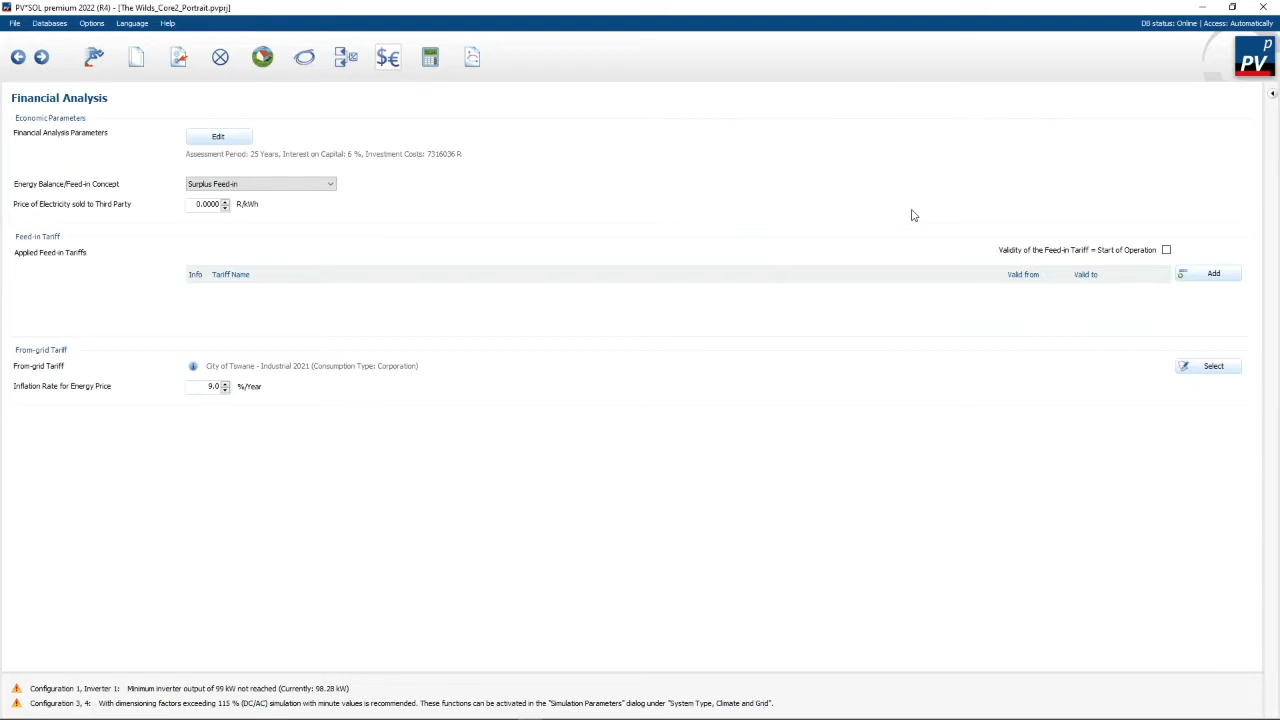 PV*SOL premium 2022 (R4) - [The Wilds_Core2_Portrait.pvprj]
File Databases Options Language Help
DB status: Online | Access: Automatically
$€
p
PV
Financial Analysis
Economic Parameters
Financial Analysis Parameters Edit
Assessment Period: 25 Years, Interest on Capital: 6 %, Investment Costs: 7316036 R
Energy Balance/Feed-in Concept Surplus Feed-in
Price of Electricity sold to Third Party 0.0000 R/kWh
Feed-in Tariff
Applied Feed-in Tariffs Validity of the Feed-in Tariff = Start of Operation
Info Tariff Name Valid from Valid to Add
From-grid Tariff
From-grid Tariff City of Tswane - Industrial 2021 (Consumption Type: Corporation) Select
Inflation Rate for Energy Price 9.0 %/Year
Configuration 1, Inverter 1: Minimum inverter output of 99 kW not reached (Currently: 98.28 kW)
Configuration 3, 4: With dimensioning factors exceeding 115 % (DC/AC) simulation with minute values is recommended. These functions can be activated in the "Simulation Parameters" dialog under "System Type, Climate and Grid".